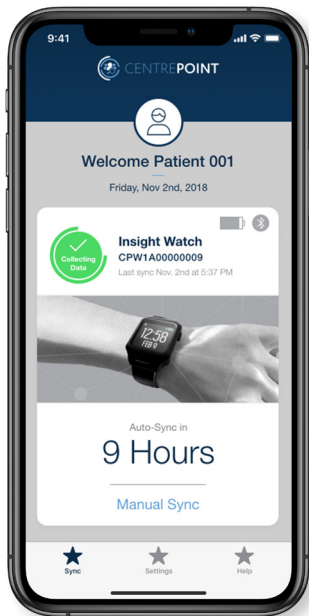 9:41
CENTREPOINT
Welcome Patient 001
Friday, Nov 2nd, 2018
Insight Watch
CPW1A00000009
Last sync Nov. 2nd at 5:37 PM
Collecting
Data
12:58
FEB 9
Auto-Sync in
9 Hours
Manual Sync
Sync
Settings
Help